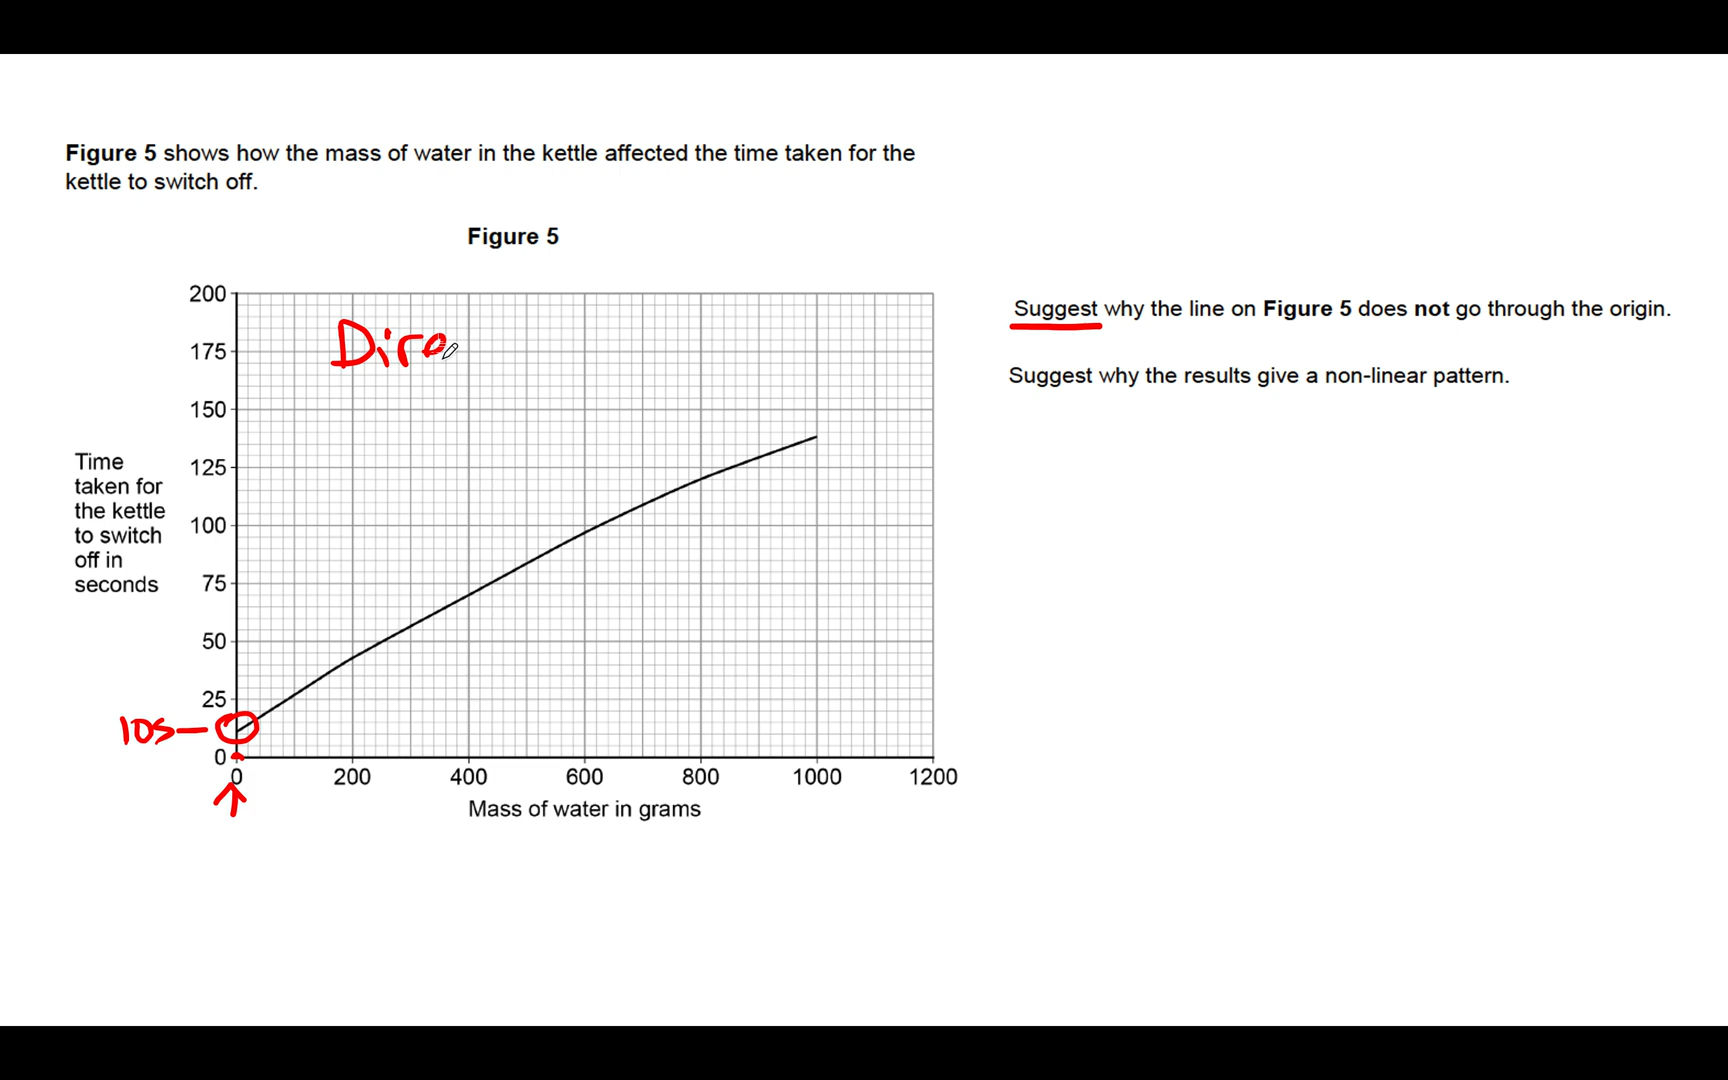 Figure 5 shows how the mass of water in the kettle affected the time taken for the
kettle to switch off.
Figure 5
200
175
150
125
100
75
50
25
0
Time
taken for
the kettle
to switch
off in
seconds
Dire
10s
0 200 400 600 800 1000 1200
Mass of water in grams
Suggest why the line on Figure 5 does not go through the origin.
Suggest why the results give a non-linear pattern.